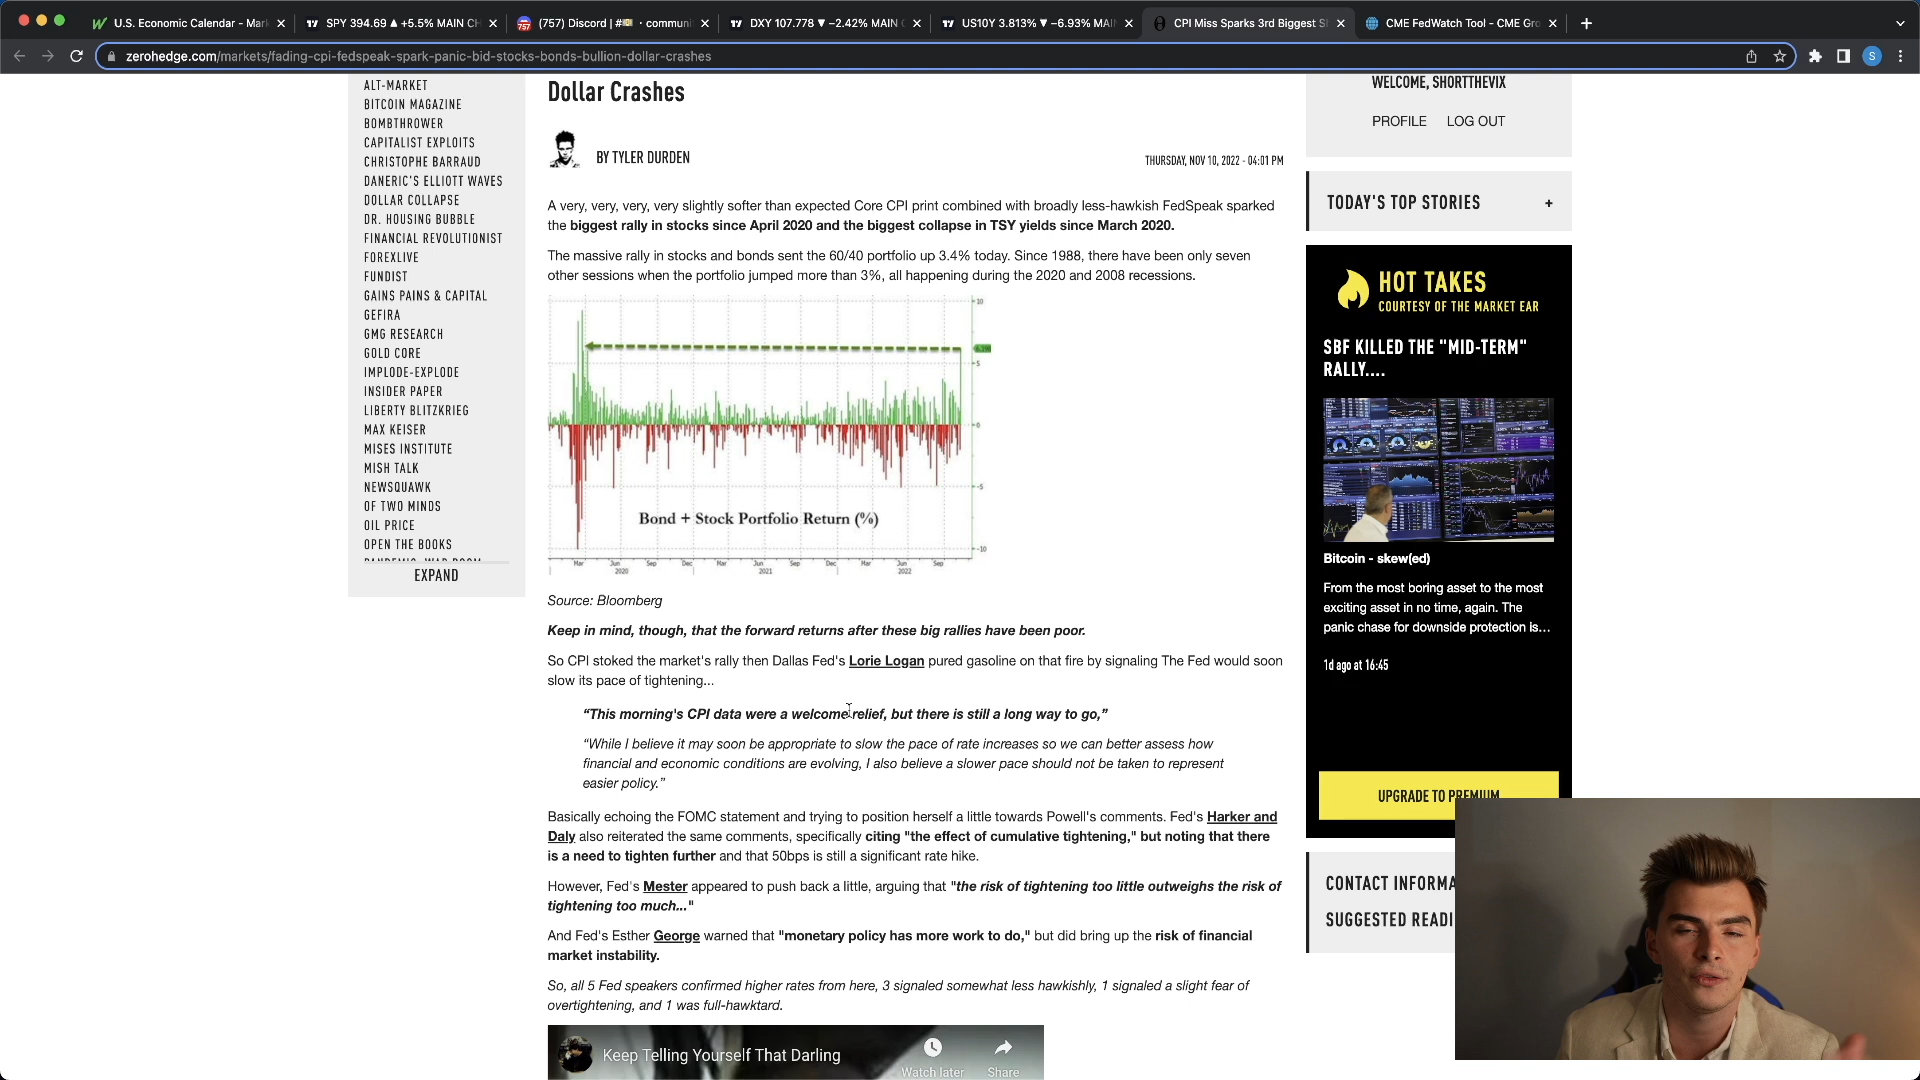 U.S. Economic Calendar - Mark
SPY 394.69 ▲ +5.5% MAIN CH
(757) Discord | #
· commun
DXY 107.778 ▼ −2.42% MAIN C
US10Y 3.813% ▼ −6.93% MAI
CPI Miss Sparks 3rd Biggest S
CME FedWatch Tool - CME Gro
zerohedge.com/markets/fading-cpi-fedspeak-spark-panic-bid-stocks-bonds-bullion-dollar-crashes
S
ALT-MARKET
BITCOIN MAGAZINE
BOMBTHROWER
CAPITALIST EXPLOITS
CHRISTOPHE BARRAUD
DANERIC'S ELLIOTT WAVES
DOLLAR COLLAPSE
DR. HOUSING BUBBLE
FINANCIAL REVOLUTIONIST
FOREXLIVE
FUNDIST
GAINS PAINS & CAPITAL
GEFIRA
GMG RESEARCH
GOLD CORE
IMPLODE-EXPLODE
INSIDER PAPER
LIBERTY BLITZKRIEG
MAX KEISER
MISES INSTITUTE
MISH TALK
NEWSQUAWK
OF TWO MINDS
OIL PRICE
OPEN THE BOOKS
PANDEMIC: WAR ROOM
EXPAND
Dollar Crashes
BY TYLER DURDEN
THURSDAY, NOV 10, 2022 - 04:01 PM
A very, very, very, very slightly softer than expected Core CPI print combined with broadly less-hawkish FedSpeak sparked
the biggest rally in stocks since April 2020 and the biggest collapse in TSY yields since March 2020.
The massive rally in stocks and bonds sent the 60/40 portfolio up 3.4% today. Since 1988, there have been only seven
other sessions when the portfolio jumped more than 3%, all happening during the 2020 and 2008 recessions.
10
5
0
-5
-10
Bond + Stock Portfolio Return (%)
Mar Jun Sep Dec Mar Jun Sep Dec Mar Jun Sep
2020 2021 2022
Source: Bloomberg
Keep in mind, though, that the forward returns after these big rallies have been poor.
So CPI stoked the market's rally then Dallas Fed's Lorie Logan pured gasoline on that fire by signaling The Fed would soon
slow its pace of tightening...
“This morning's CPI data were a welcome relief, but there is still a long way to go,”
“While I believe it may soon be appropriate to slow the pace of rate increases so we can better assess how
financial and economic conditions are evolving, I also believe a slower pace should not be taken to represent
easier policy.”
Basically echoing the FOMC statement and trying to position herself a little towards Powell's comments. Fed's Harker and
Daly also reiterated the same comments, specifically citing "the effect of cumulative tightening," but noting that there
is a need to tighten further and that 50bps is still a significant rate hike.
However, Fed's Mester appeared to push back a little, arguing that "the risk of tightening too little outweighs the risk of
tightening too much..."
And Fed's Esther George warned that "monetary policy has more work to do," but did bring up the risk of financial
market instability.
So, all 5 Fed speakers confirmed higher rates from here, 3 signaled somewhat less hawkishly, 1 signaled a slight fear of
overtightening, and 1 was full-hawktard.
Keep Telling Yourself That Darling
Watch later
Share
WELCOME, SHORTTHEVIX
PROFILE LOG OUT
TODAY'S TOP STORIES +
HOT TAKES
COURTESY OF THE MARKET EAR
SBF KILLED THE "MID-TERM"
RALLY....
Bitcoin - skew(ed)
From the most boring asset to the most
exciting asset in no time, again. The
panic chase for downside protection is...
1d ago at 16:45
UPGRADE TO PREMIUM
CONTACT INFORMA
SUGGESTED READI